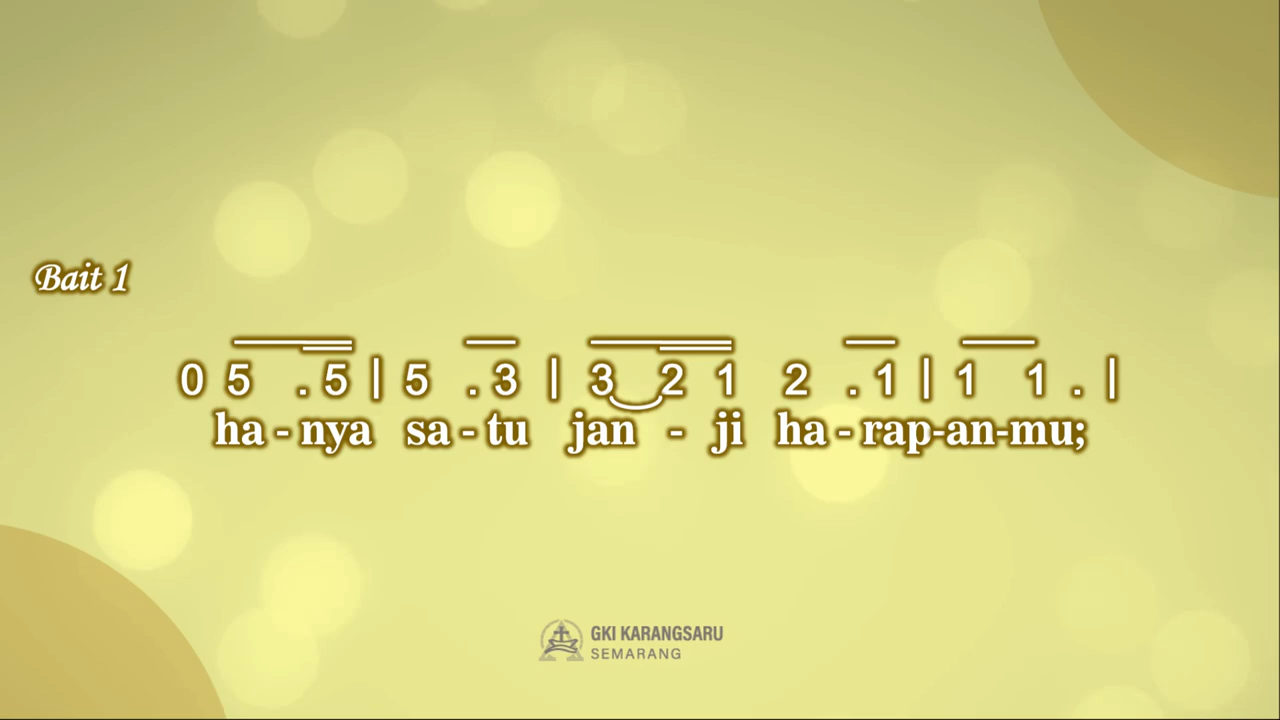 Bait 1
0 5 . 5 | 5 . 3 | 3 2 1 2 . 1 | 1 1 . |
ha - nya sa - tu jan - ji ha - rap-an-mu;
GKI KARANGSARU
SEMARANG